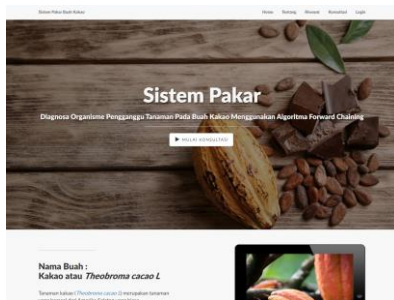 Sistem Pakar Buah Kakao
Home Tentang Khasiat Konsultasi Login
Sistem Pakar
Diagnosa Organisme Pengganggu Tanaman Pada Buah Kakao Menggunakan Algoritma Forward Chaining
MULAI KONSULTASI
Nama Buah :
Kakao atau Theobroma cacao L
Tanaman kakao (Theobroma cacao L) merupakan tanaman